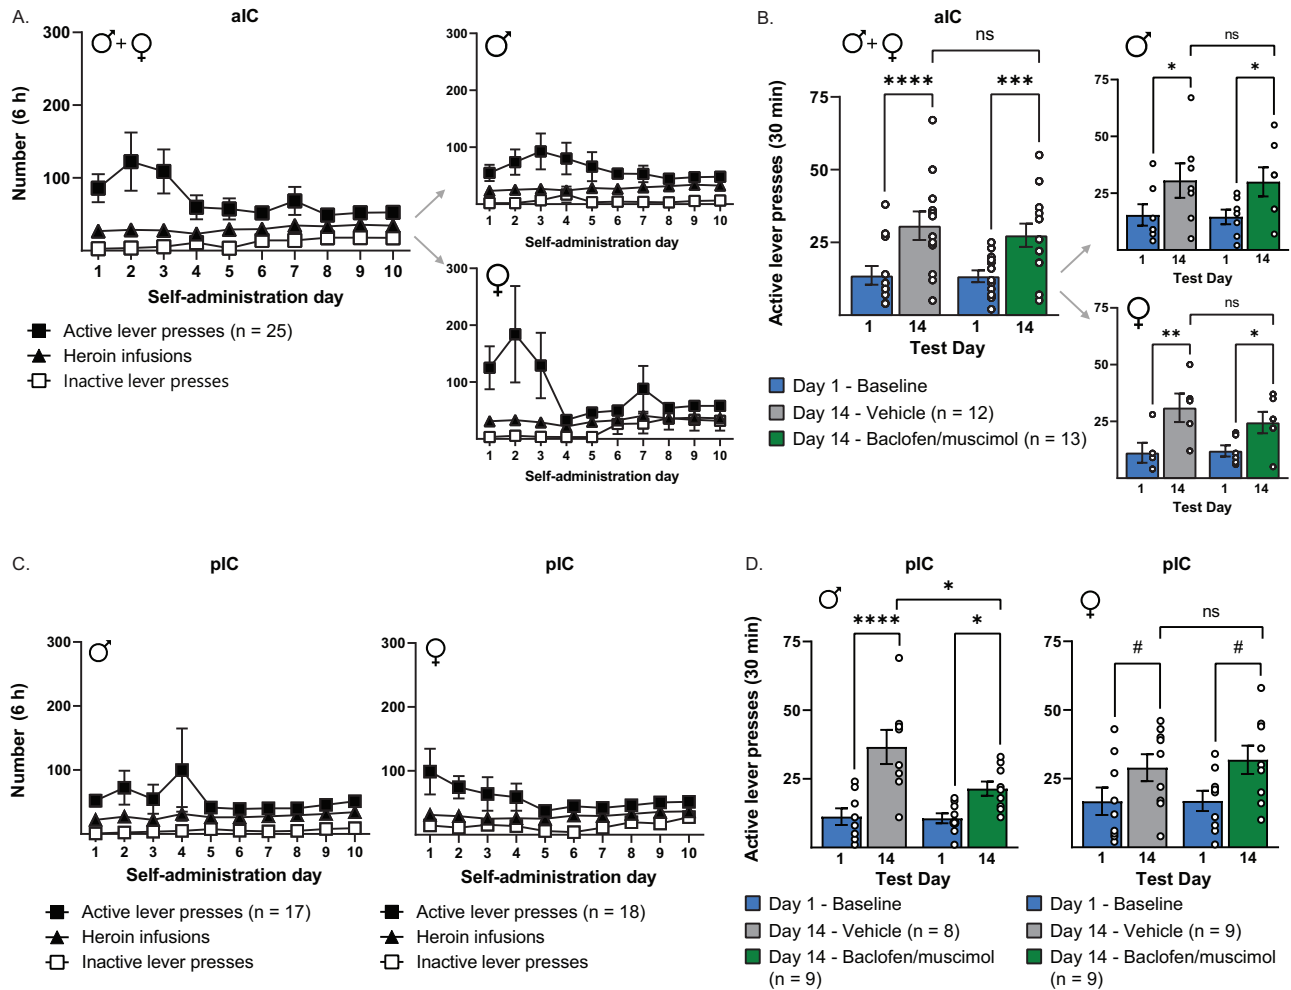 A.
aIC
Number (6 h)
300
200
100
♂ + ♀
1 2 3 4 5 6 7 8 9 10
Self-administration day
Active lever presses (n = 25)
Heroin infusions
Inactive lever presses
300
200
100
♂
1 2 3 4 5 6 7 8 9 10
Self-administration day
300
200
100
♀
1 2 3 4 5 6 7 8 9 10
Self-administration day
B.
aIC
♂ + ♀
ns
**** ***
Active lever presses (30 min)
75
50
25
1 14 1 14
Test Day
Day 1 - Baseline
Day 14 - Vehicle (n = 12)
Day 14 - Baclofen/muscimol (n = 13)
♂
ns
* *
75
50
25
1 14 1 14
Test Day
♀
ns
** *
75
50
25
1 14 1 14
Test Day
C.
pIC
Number (6 h)
300
200
100
♂
1 2 3 4 5 6 7 8 9 10
Self-administration day
Active lever presses (n = 17)
Heroin infusions
Inactive lever presses
pIC
300
200
100
♀
1 2 3 4 5 6 7 8 9 10
Self-administration day
Active lever presses (n = 18)
Heroin infusions
Inactive lever presses
D.
pIC
♂
*
**** *
Active lever presses (30 min)
75
50
25
1 14 1 14
Test Day
Day 1 - Baseline
Day 14 - Vehicle (n = 8)
Day 14 - Baclofen/muscimol
(n = 9)
pIC
♀
ns
# #
75
50
25
1 14 1 14
Test Day
Day 1 - Baseline
Day 14 - Vehicle (n = 9)
Day 14 - Baclofen/muscimol
(n = 9)